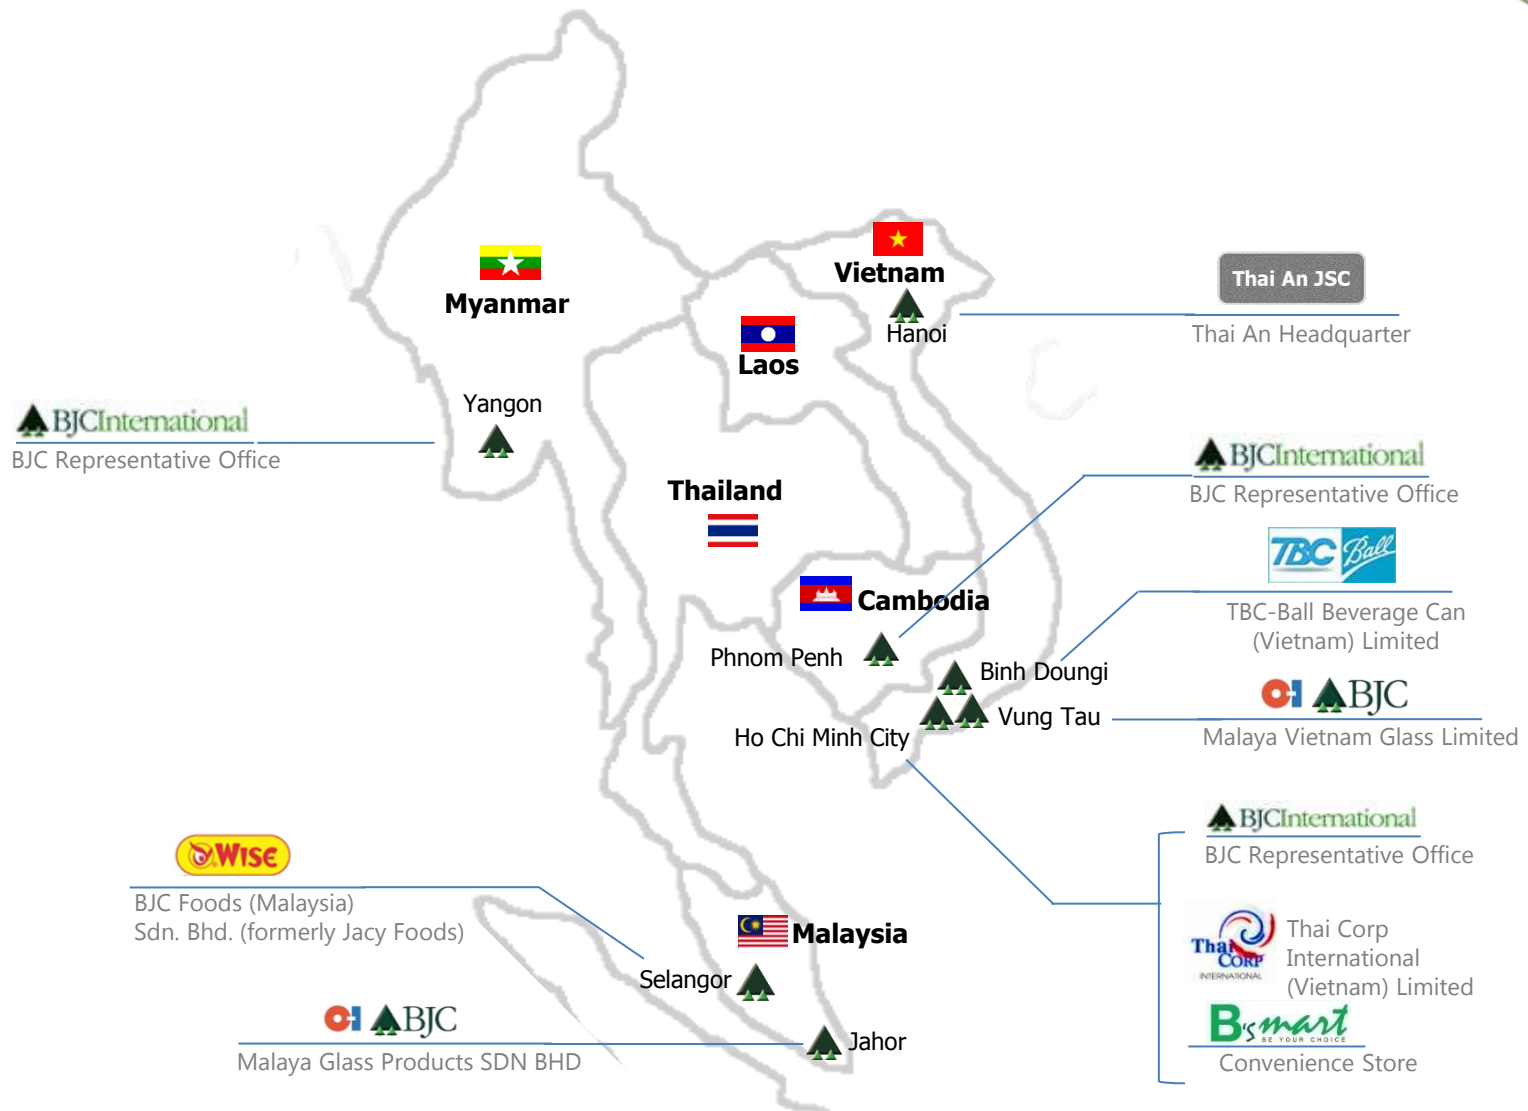 Myanmar
Vietnam
Hanoi
Laos
Thai An JSC
Thai An Headquarter
Yangon
BJCInternational
BJC Representative Office
Thailand
BJCInternational
BJC Representative Office
TBC Ball
TBC-Ball Beverage Can
(Vietnam) Limited
Cambodia
Phnom Penh
Binh Doungi
Vung Tau
Ho Chi Minh City
O-I BJC
Malaya Vietnam Glass Limited
BJCInternational
BJC Representative Office
Thai
CORP
INTERNATIONAL
Thai Corp
International
(Vietnam) Limited
B's mart
BE YOUR CHOICE
Convenience Store
WISE
BJC Foods (Malaysia)
Sdn. Bhd. (formerly Jacy Foods)
Malaysia
Selangor
O-I BJC
Malaya Glass Products SDN BHD
Jahor